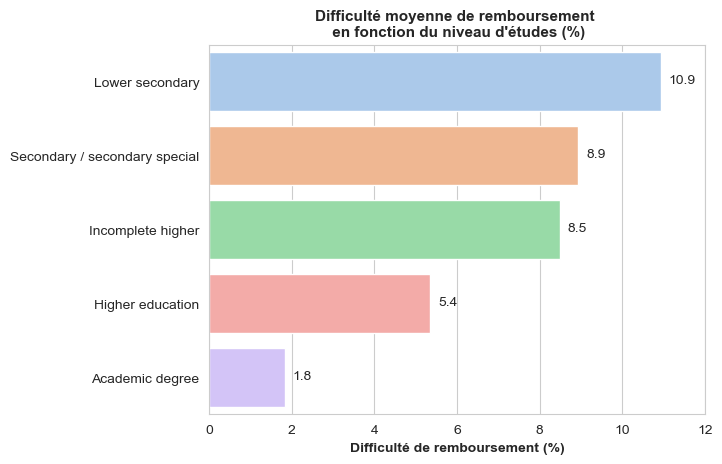 Difficulté moyenne de remboursement
en fonction du niveau d'études (%)
Lower secondary
10.9
Secondary / secondary special
8.9
Incomplete higher
8.5
Higher education
5.4
Academic degree
1.8
0 2 4 6 8 10 12
Difficulté de remboursement (%)